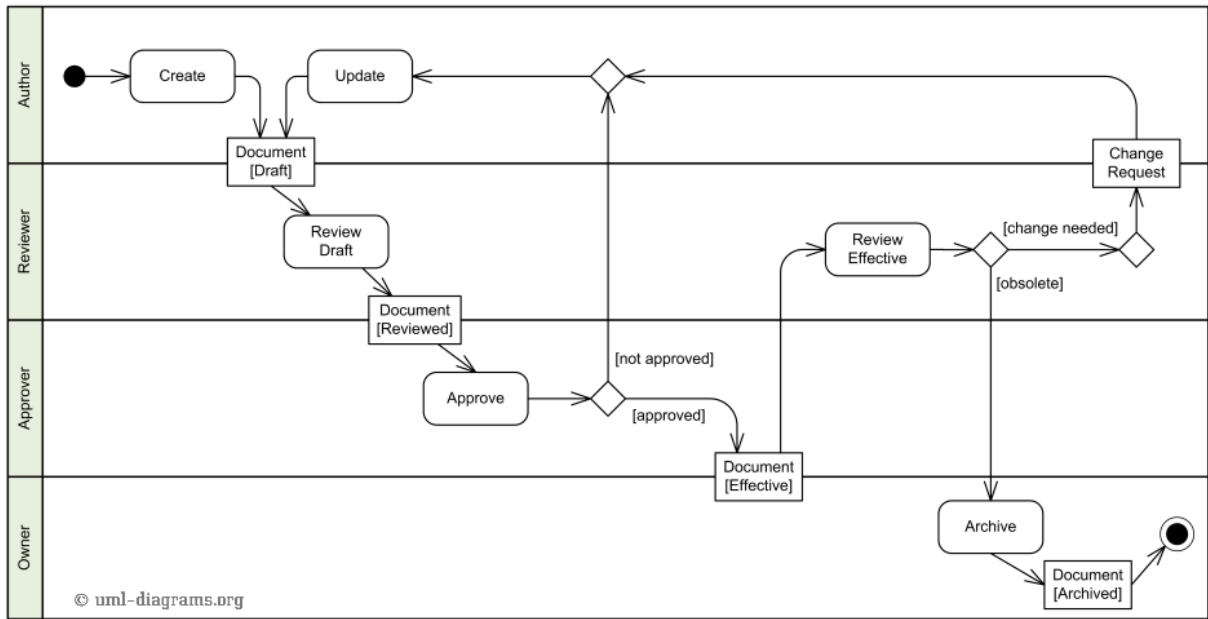 Author
Create
Update
Document
[Draft]
Change
Request
Reviewer
Review
Draft
Review
Effective
[change needed]
[obsolete]
Document
[Reviewed]
Approver
[not approved]
Approve
[approved]
Document
[Effective]
Owner
Archive
Document
[Archived]
© uml-diagrams.org